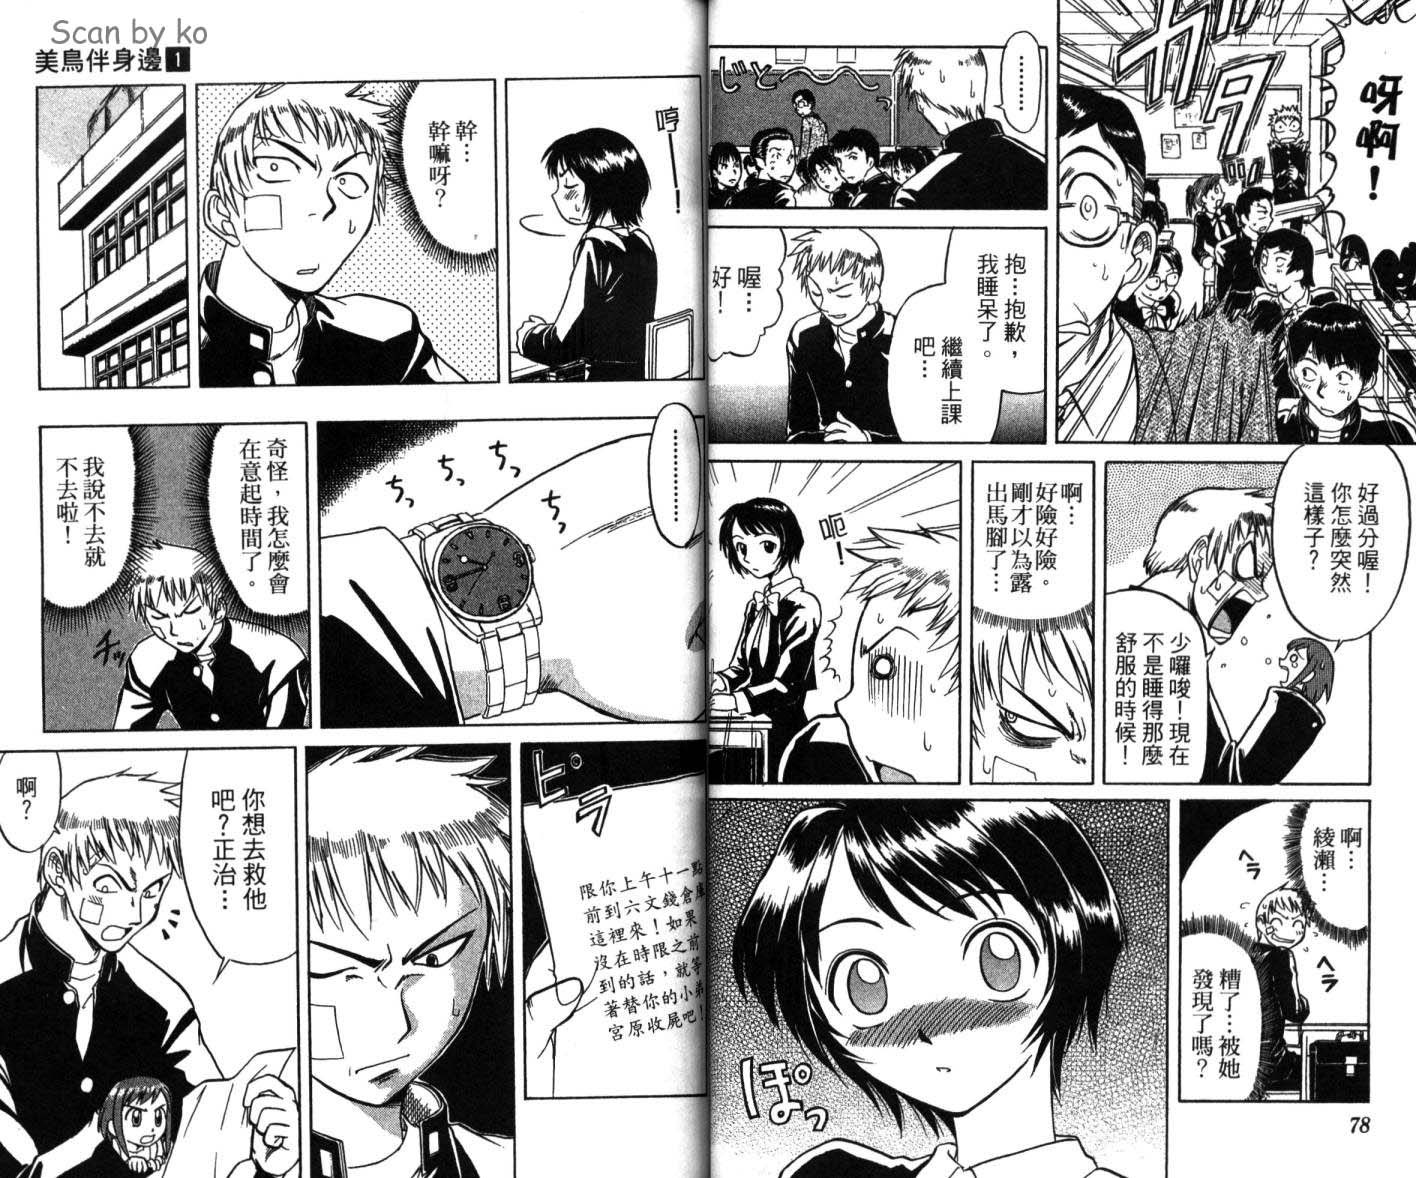 Scan by ko
美鳥伴身邊1
呀啊！
ガタ
………
じと～～っ
抱…抱歉，
我睡呆了。
繼續上課
吧…
喔…
好！
好過分喔！
你怎麼突然
這樣子？
少囉唆！現在
不是睡得那麼
舒服的時候！
啊…
好險好險。
剛才以為露
出馬腳了…
呃！
啊…
綾瀨…
ヘラ
ヘラ
糟了…被她
發現了嗎？
ぽっ
78
哼——！
幹…
幹嘛呀？
………
ちっ
ちっ
ちっ
奇怪，我怎麼會
在意起時間了。
我說不去就
不去啦！
チッ
ピラ
限你上午十一點
前到六文錢倉庫
這裡來！如果
沒在時限之前
到的話，就等
著替你的小弟
宮原收屍吧！
你想去救他
吧？正治…
啊？